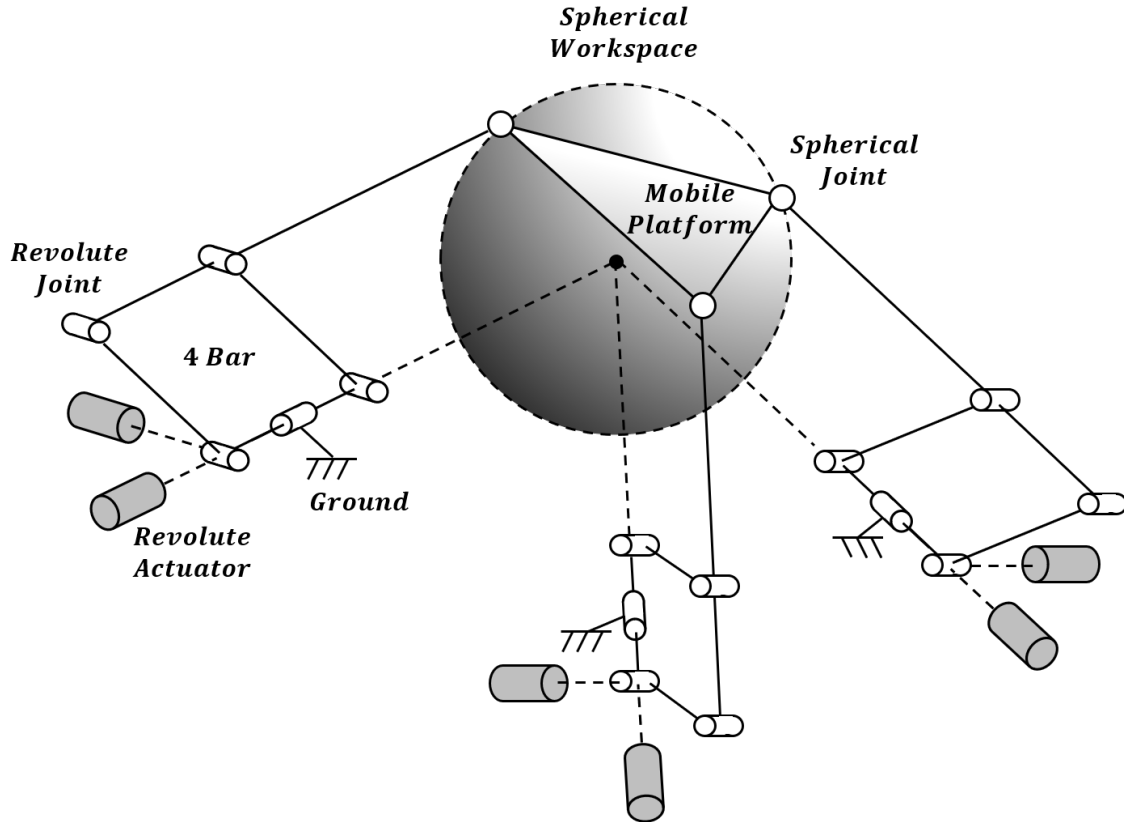 Spherical
Workspace
Spherical
Joint
Mobile
Platform
Revolute
Joint
4 Bar
Ground
Revolute
Actuator